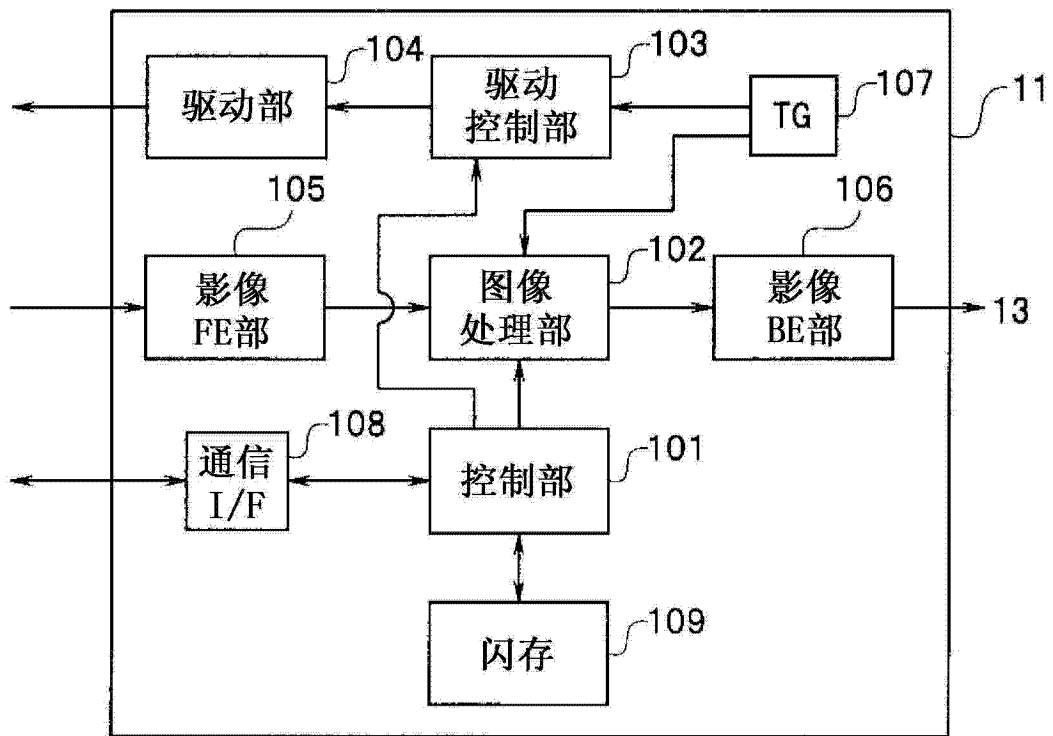 104
103
107
11
驱动部
驱动
控制部
TG
105
106
102
影像
FE部
图像
处理部
影像
BE部
13
108
101
通信
I/F
控制部
109
闪存